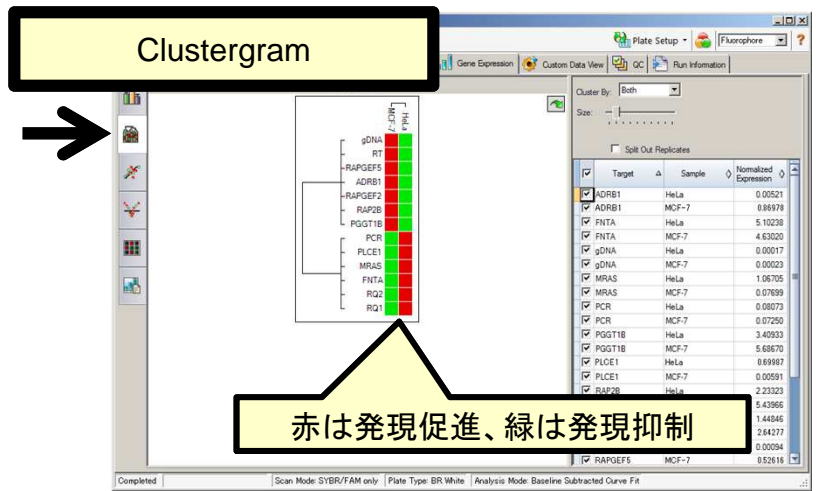 Clustergram
Plate Setup
Fluorophore
?
Gene Expression
Custom Data View
QC
Run Information
Cluster By: Both
Size:
Split Out Replicates
MCF-7
HeLa
gDNA
RT
RAPGEF5
ADRB1
RAPGEF2
RAP2B
PGGT1B
PCR
PLCE1
MRAS
FNTA
RQ2
RQ1
Target Sample Normalized Expression
ADRB1 HeLa 0.00521
ADRB1 MCF-7 0.86978
FNTA HeLa 5.10238
FNTA MCF-7 4.63020
gDNA HeLa 0.00017
gDNA MCF-7 0.00023
MRAS HeLa 1.06705
MRAS MCF-7 0.07699
PCR HeLa 0.08073
PCR MCF-7 0.07250
PGGT1B HeLa 3.40933
PGGT1B MCF-7 5.68670
PLCE1 HeLa 0.69987
PLCE1 MCF-7 0.00591
RAP2B HeLa 2.23323
5.43966
1.44846
2.64277
0.00094
RAPGEF5 MCF-7 0.52616
赤は発現促進、緑は発現抑制
Completed
Scan Mode: SYBR/FAM only
Plate Type: BR White
Analysis Mode: Baseline Subtracted Curve Fit